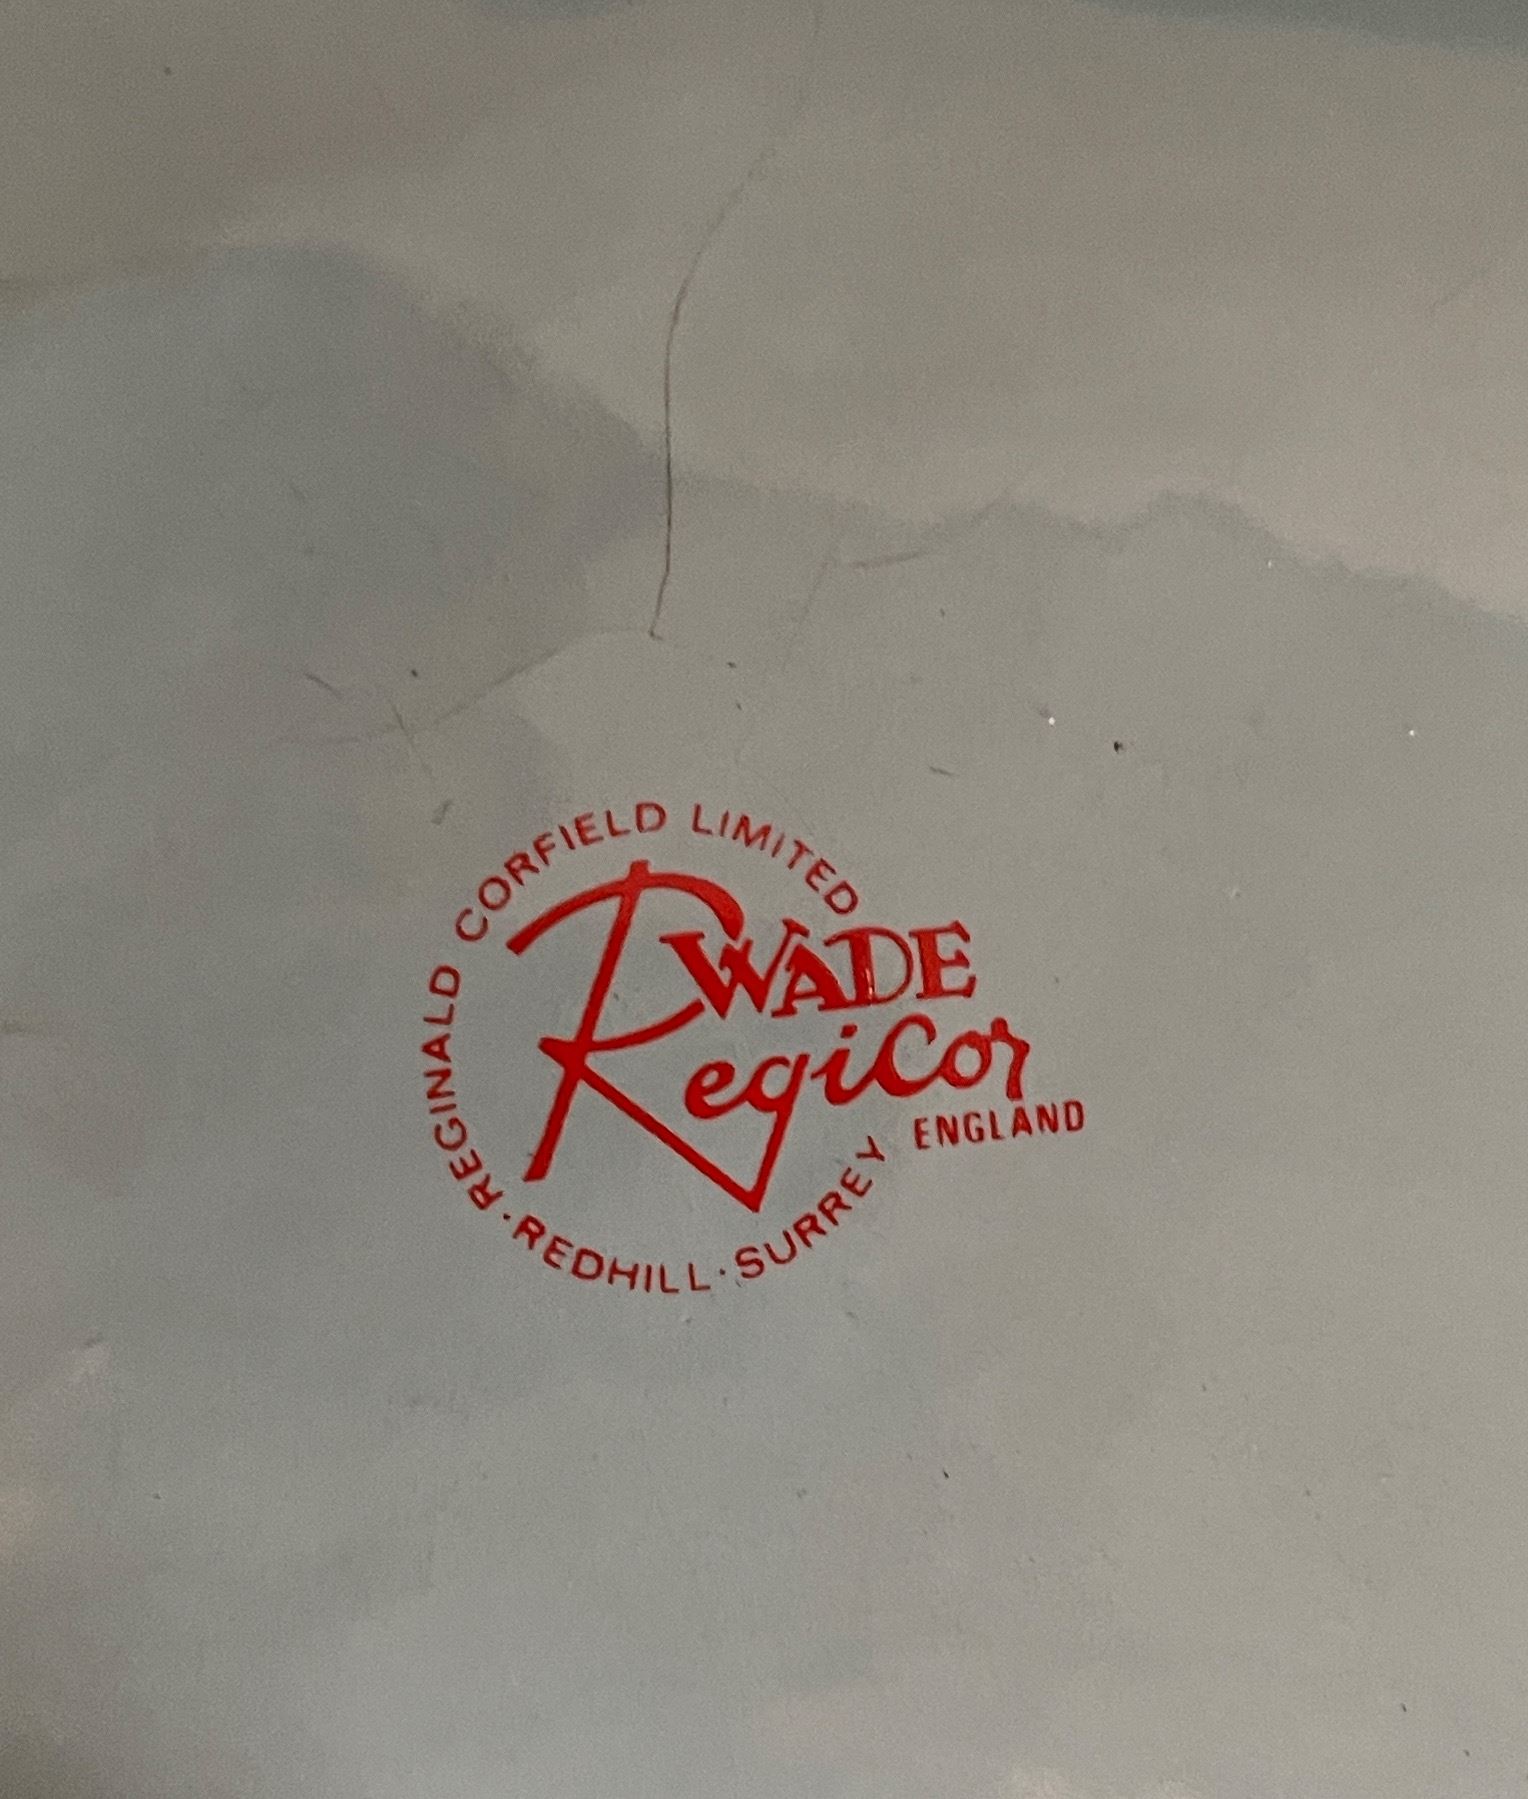 REGINALD CORFIELD LIMITED
WADE
RegiCor
ENGLAND
·REDHILL·SURREY